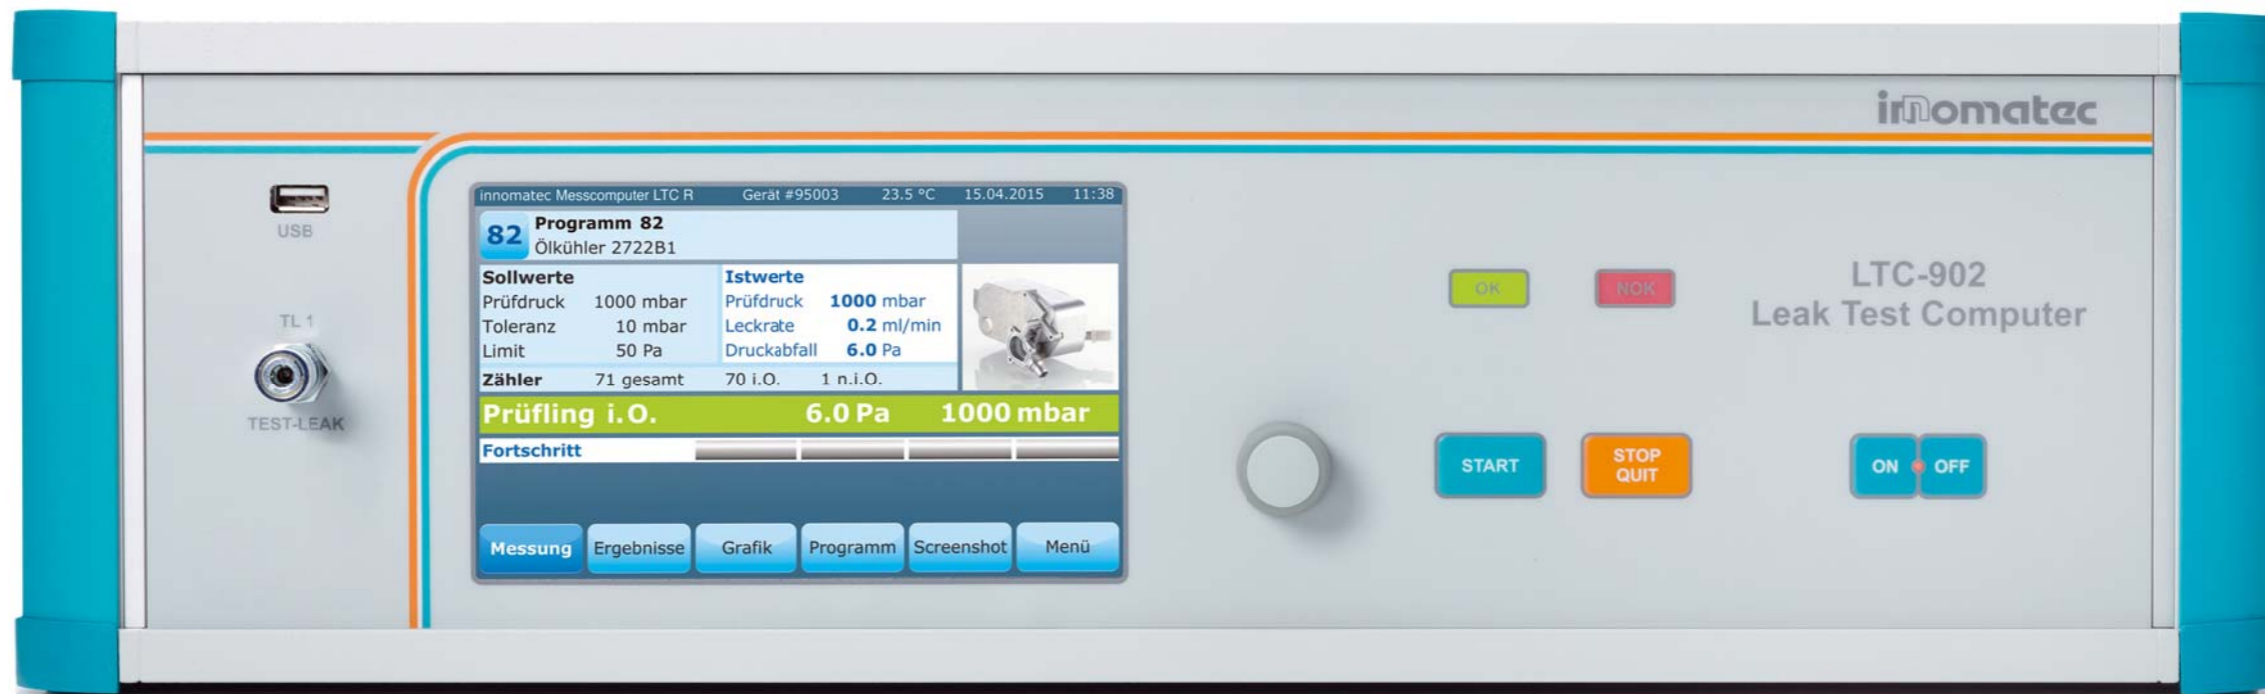 innomatec
USB
TL 1
TEST-LEAK
innomatec Messcomputer LTC R Gerät #95003 23.5 °C 15.04.2015 11:38
82
Programm 82
Ölkühler 2722B1
Sollwerte
Prüfdruck 1000 mbar
Toleranz 10 mbar
Limit 50 Pa
Istwerte
Prüfdruck 1000 mbar
Leckrate 0.2 ml/min
Druckabfall 6.0 Pa
Zähler 71 gesamt 70 i.O. 1 n.i.O.
Prüfling i.O. 6.0 Pa 1000 mbar
Fortschritt
Messung Ergebnisse Grafik Programm Screenshot Menü
OK
NOK
LTC-902
Leak Test Computer
START
STOP
QUIT
ON OFF